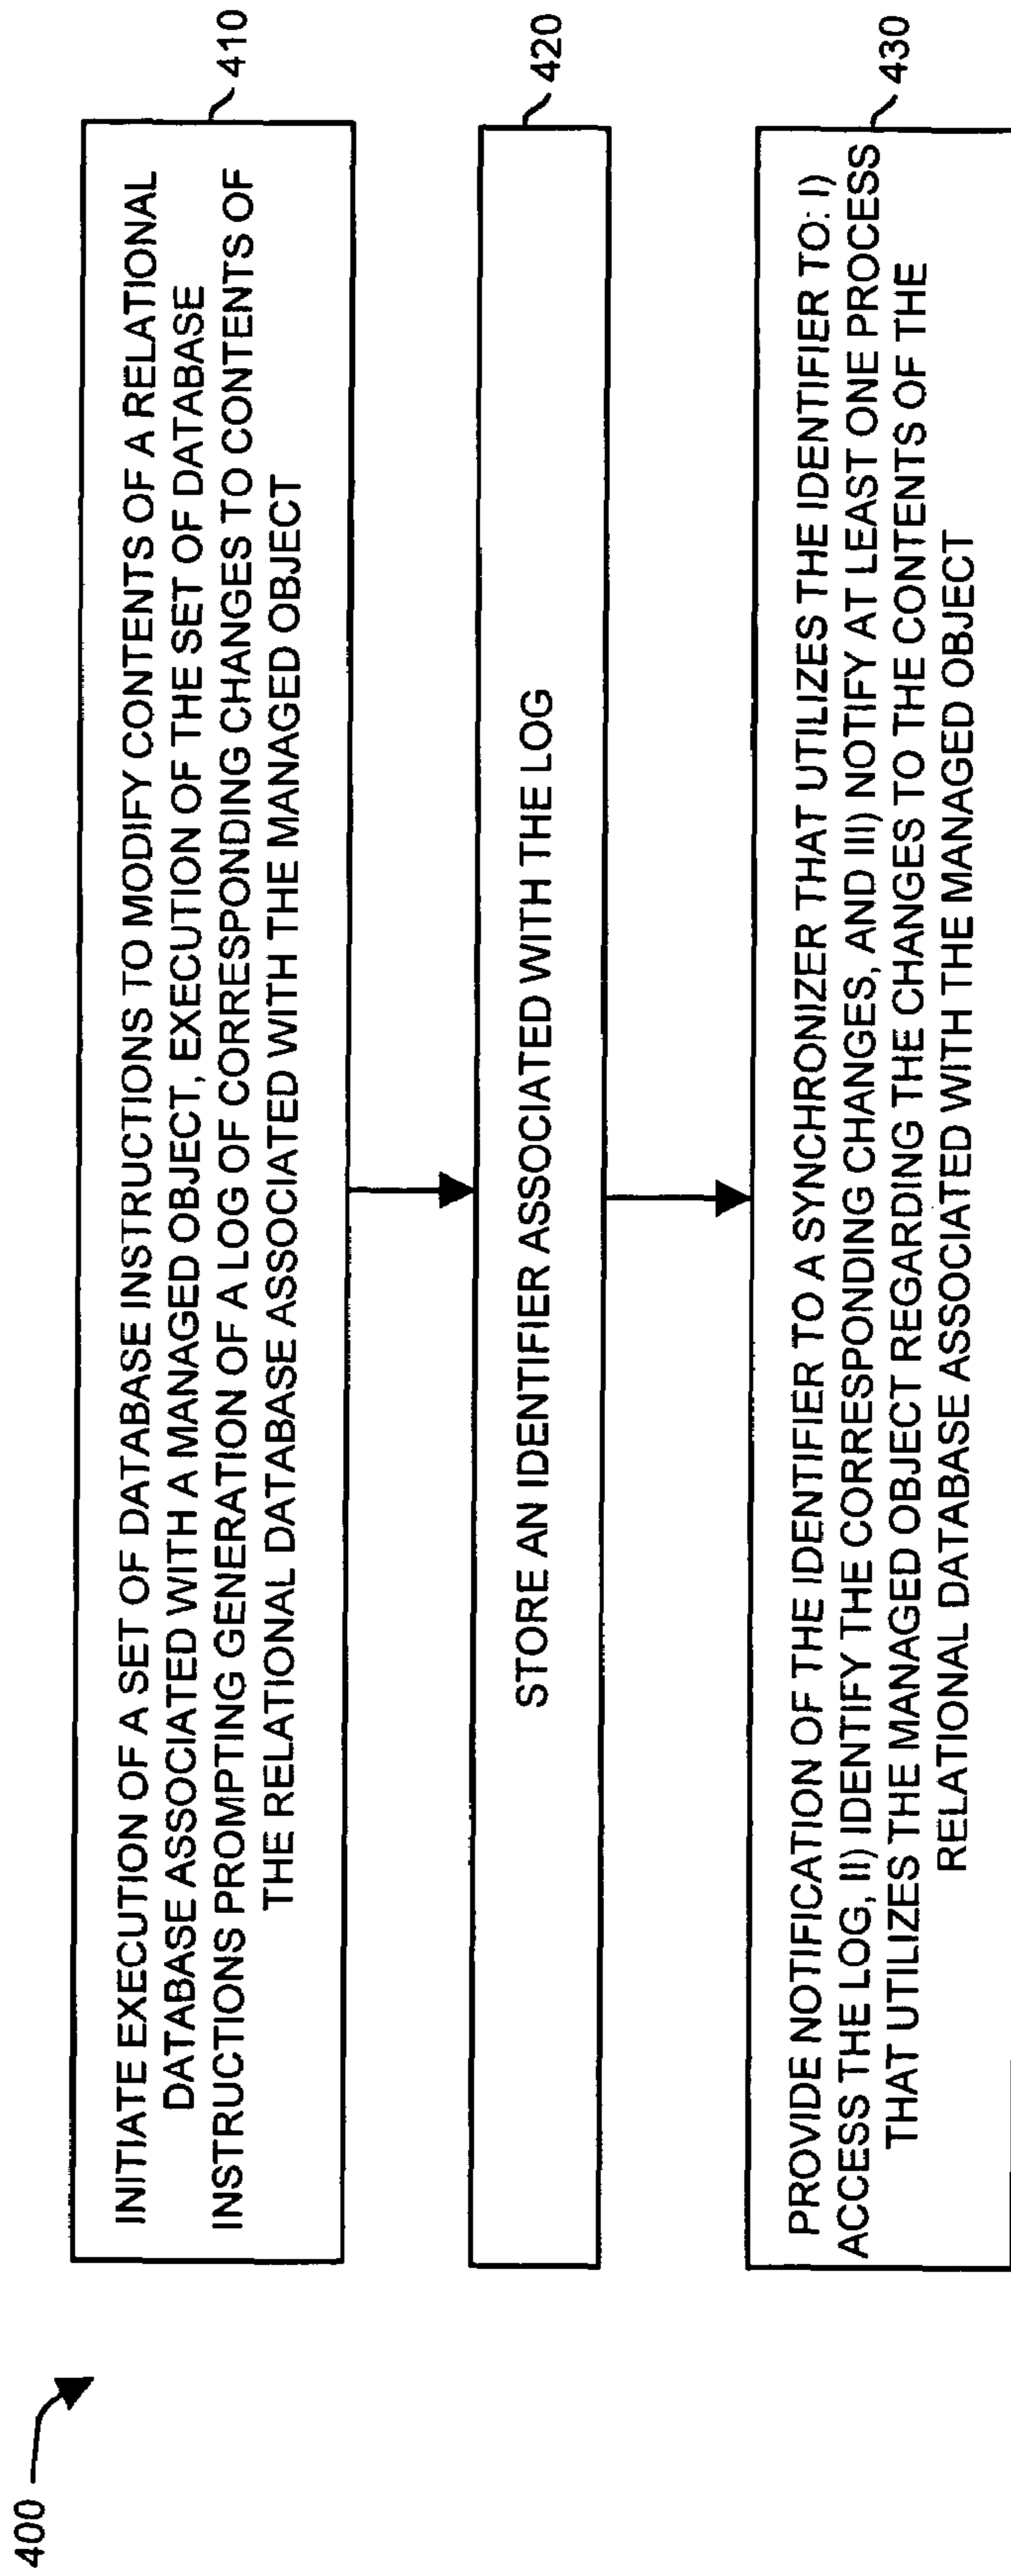 400
INITIATE EXECUTION OF A SET OF DATABASE INSTRUCTIONS TO MODIFY CONTENTS OF A RELATIONAL
DATABASE ASSOCIATED WITH A MANAGED OBJECT, EXECUTION OF THE SET OF DATABASE
INSTRUCTIONS PROMPTING GENERATION OF A LOG OF CORRESPONDING CHANGES TO CONTENTS OF
THE RELATIONAL DATABASE ASSOCIATED WITH THE MANAGED OBJECT
410
STORE AN IDENTIFIER ASSOCIATED WITH THE LOG
420
PROVIDE NOTIFICATION OF THE IDENTIFIER TO A SYNCHRONIZER THAT UTILIZES THE IDENTIFIER TO: I)
ACCESS THE LOG, II) IDENTIFY THE CORRESPONDING CHANGES, AND III) NOTIFY AT LEAST ONE PROCESS
THAT UTILIZES THE MANAGED OBJECT REGARDING THE CHANGES TO THE CONTENTS OF THE
RELATIONAL DATABASE ASSOCIATED WITH THE MANAGED OBJECT
430